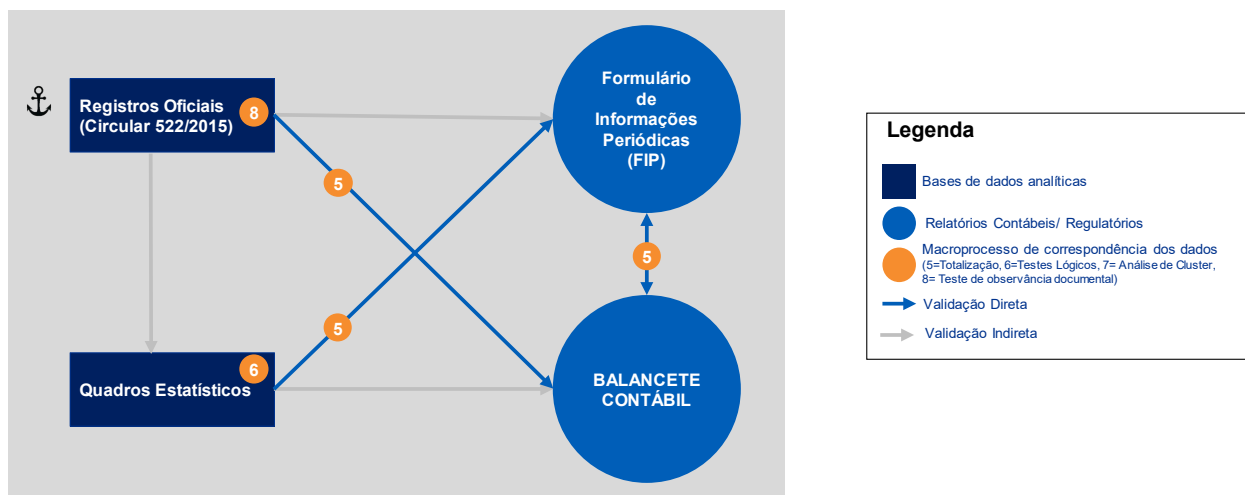 Registros Oficiais
(Circular 522/2015)
8
Formulário
de
Informações
Periódicas
(FIP)
5
5
5
Quadros Estatísticos
6
BALANCETE
CONTÁBIL
Legenda
Bases de dados analíticas
Relatórios Contábeis/ Regulatórios
Macroprocesso de correspondência dos dados
(5=Totalização, 6=Testes Lógicos, 7= Análise de Cluster,
8= Teste de observância documental)
Validação Direta
Validação Indireta